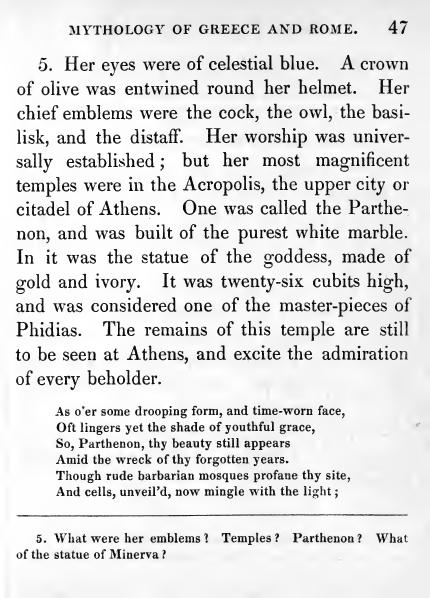 MYTHOLOGY OF GREECE AND ROME. 47
5. Her eyes were of celestial blue. A crown
of olive was entwined round her helmet. Her
chief emblems were the cock, the owl, the basi-
lisk, and the distaff. Her worship was univer-
sally established; but her most magnificent
temples were in the Acropolis, the upper city or
citadel of Athens. One was called the Parthe-
non, and was built of the purest white marble.
In it was the statue of the goddess, made of
gold and ivory. It was twenty-six cubits high,
and was considered one of the master-pieces of
Phidias. The remains of this temple are still
to be seen at Athens, and excite the admiration
of every beholder.
As o'er some drooping form, and time-worn face,
Oft lingers yet the shade of youthful grace,
So, Parthenon, thy beauty still appears
Amid the wreck of thy forgotten years.
Though rude barbarian mosques profane thy site,
And cells, unveil'd, now mingle with the light;
5. What were her emblems? Temples? Parthenon? What
of the statue of Minerva?